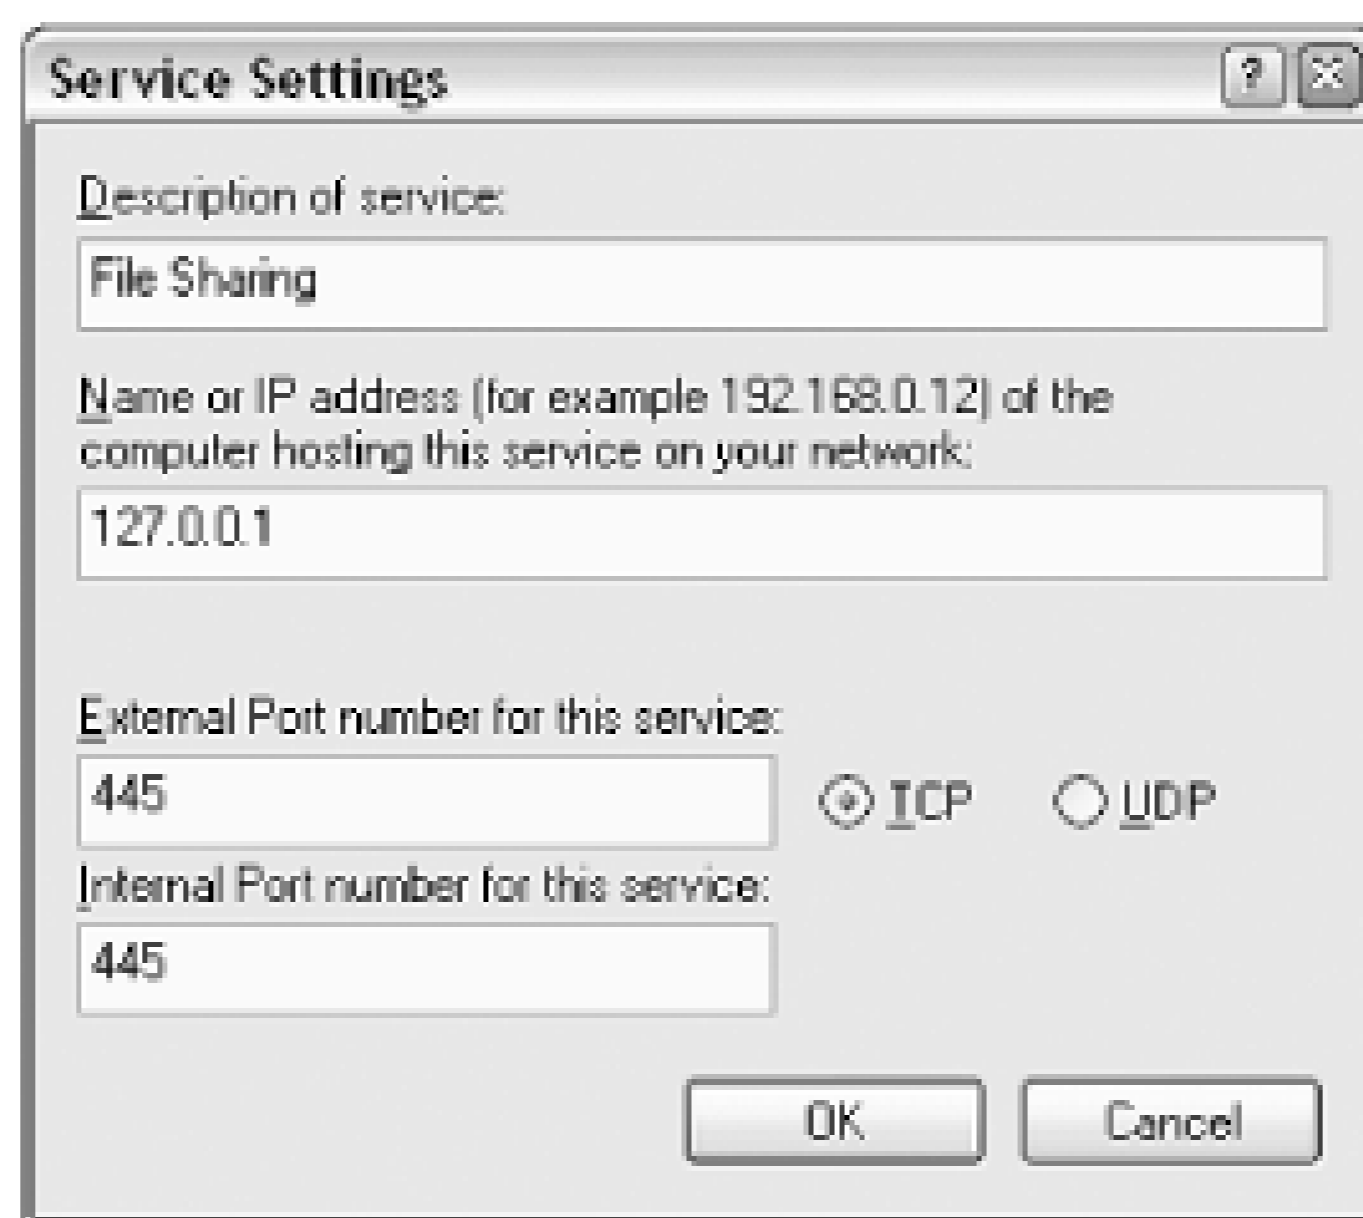 Service Settings
?
Description of service:
File Sharing
Name or IP address (for example 192.168.0.12) of the
computer hosting this service on your network:
127.0.0.1
External Port number for this service:
445 TCP UDP
Internal Port number for this service:
445
OK Cancel